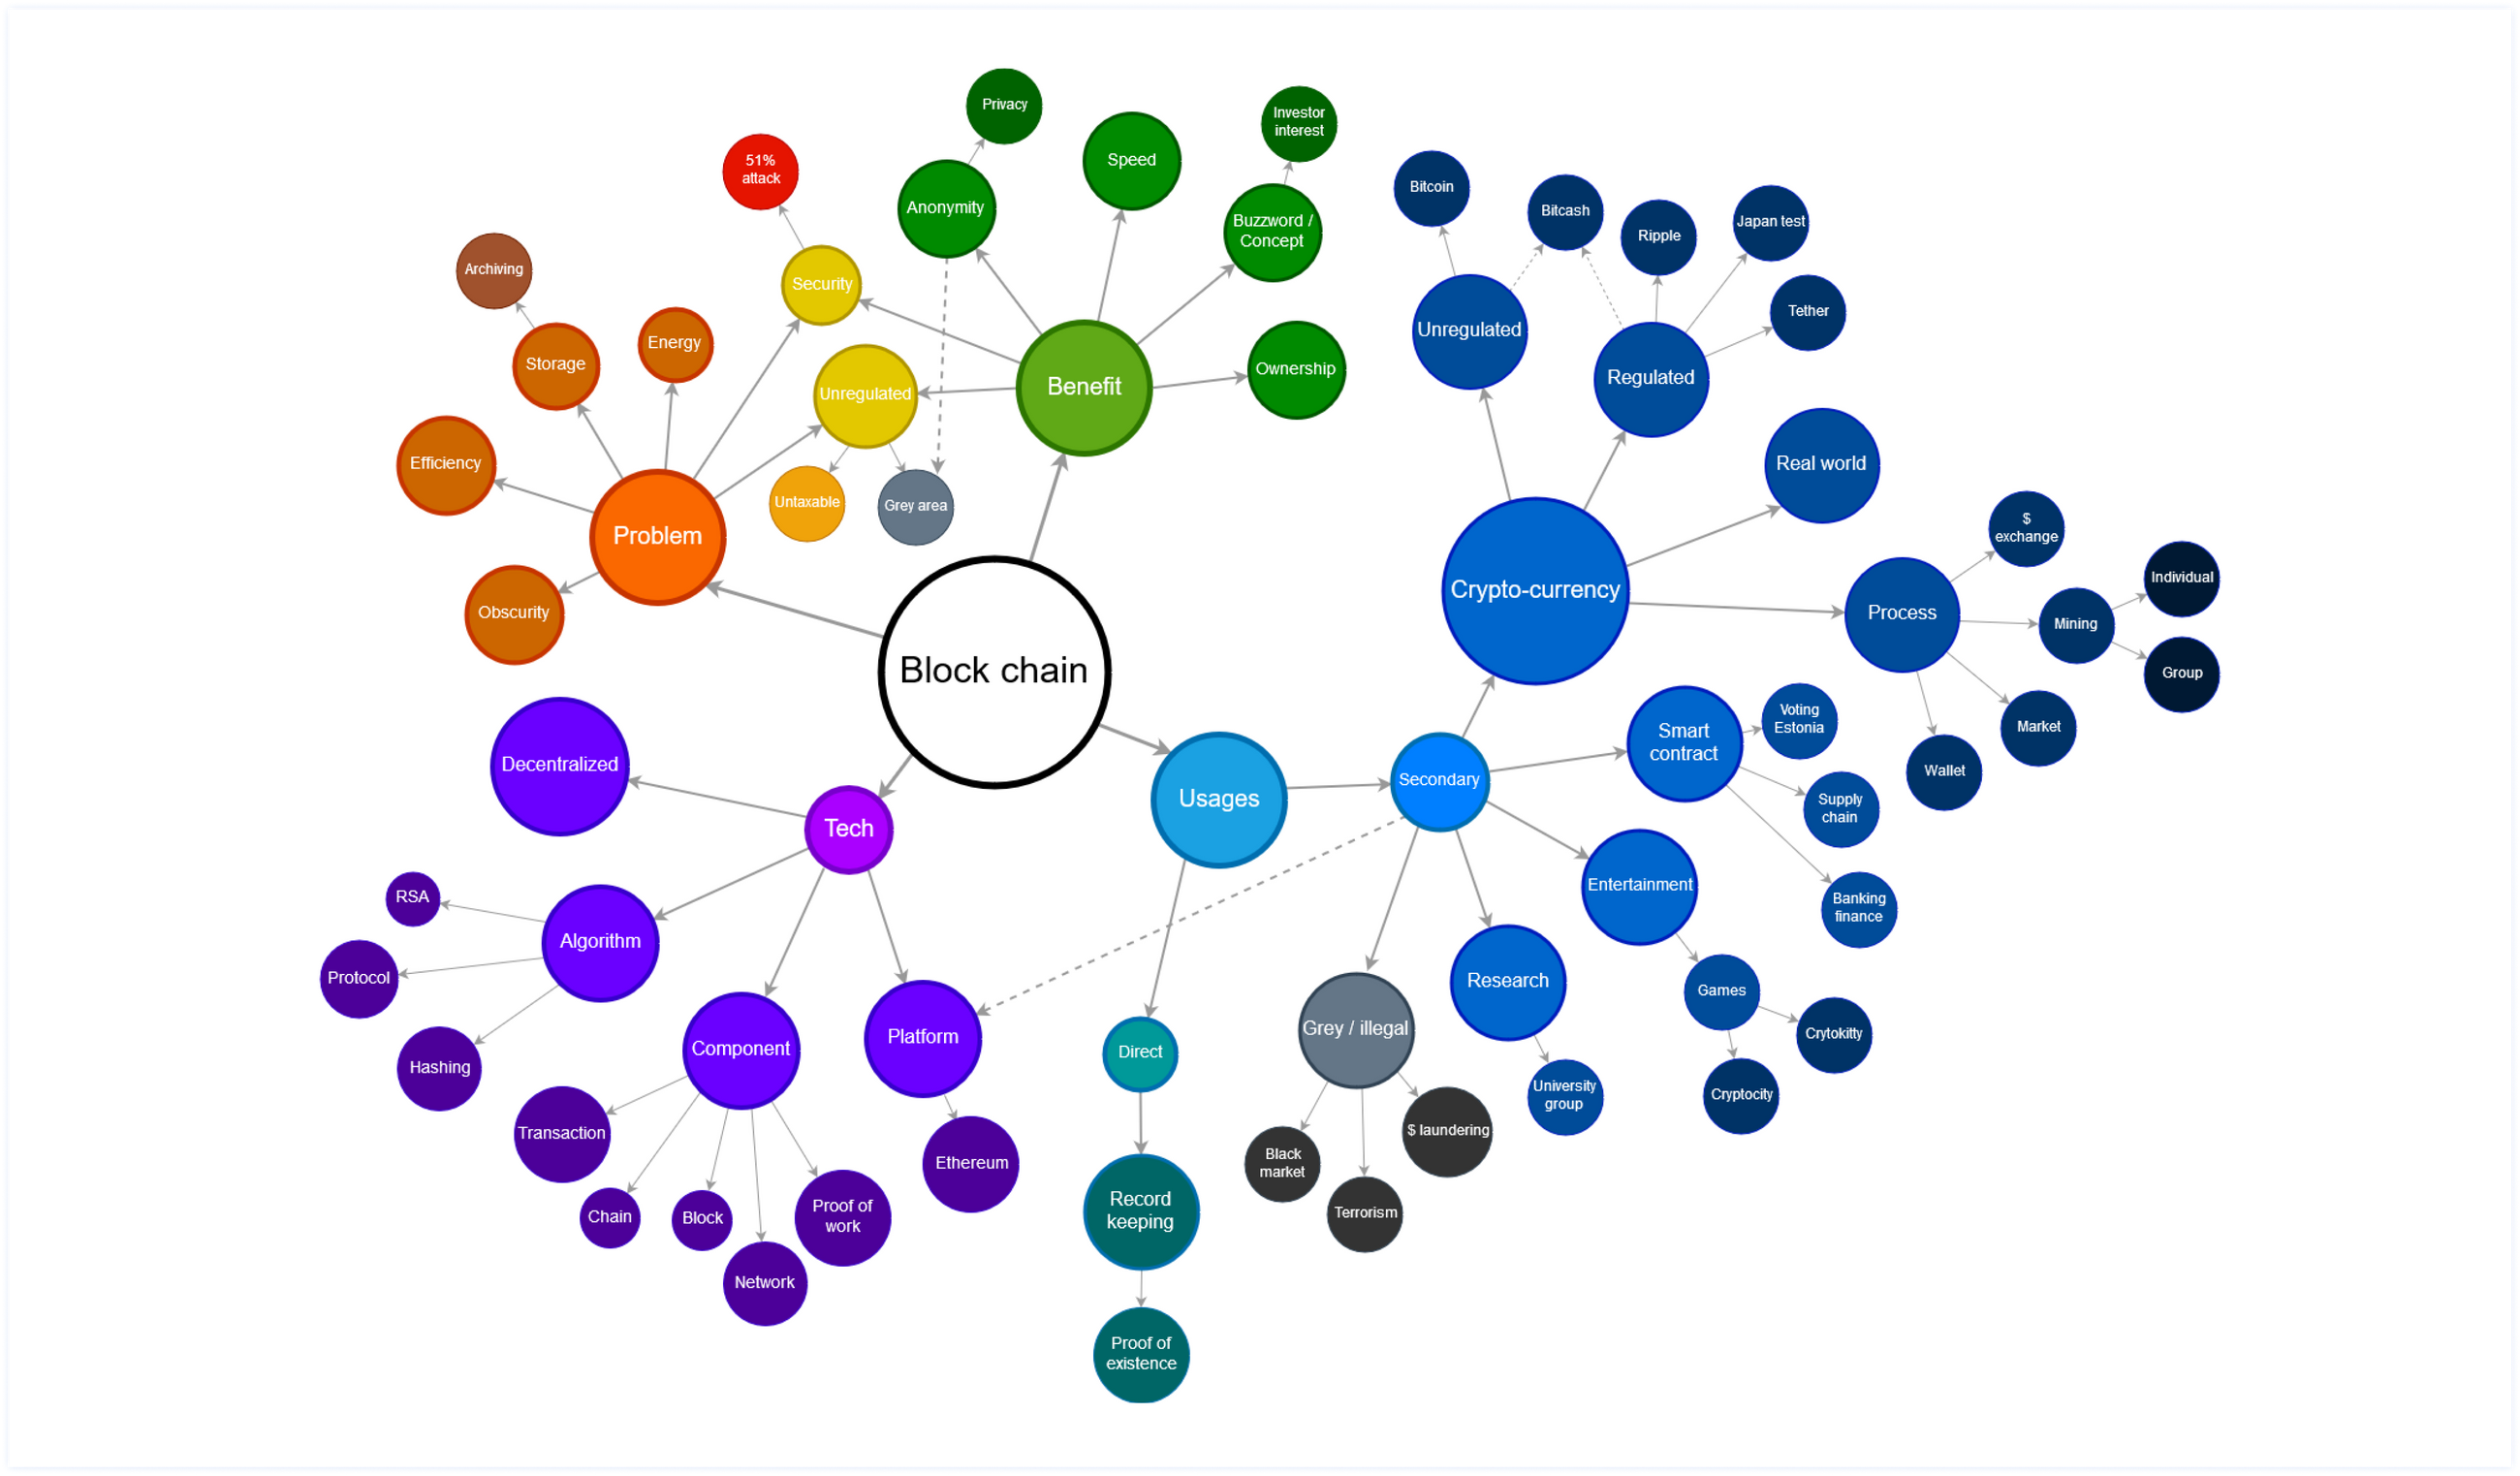 Privacy
Investor
interest
51%
attack
Speed
Anonymity
Buzzword /
Concept
Bitcoin
Bitcash
Ripple
Japan test
Archiving
Security
Tether
Storage
Energy
Unregulated
Benefit
Ownership
Unregulated
Regulated
Efficiency
Real world
Problem
Untaxable
Grey area
$
exchange
Crypto-currency
Process
Individual
Mining
Obscurity
Group
Block chain
Voting
Estonia
Smart
contract
Market
Wallet
Decentralized
Secondary
Usages
Supply
chain
Tech
Entertainment
Banking
finance
RSA
Algorithm
Protocol
Research
Games
Grey / illegal
Crytokitty
Platform
Component
Direct
Hashing
University
group
Cryptocity
Transaction
$ laundering
Ethereum
Black
market
Record
keeping
Chain
Block
Proof of
work
Terrorism
Network
Proof of
existence